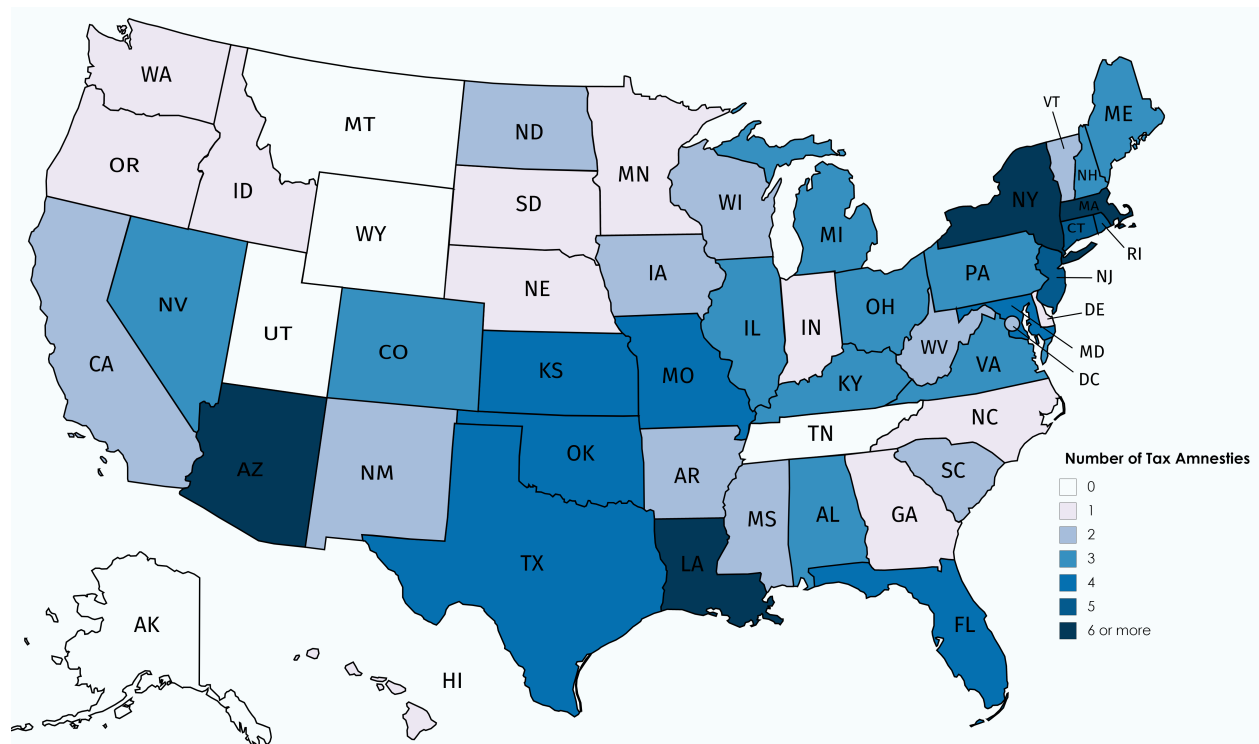 WA
MT
ND
MN
VT
ME
OR
ID
SD
WI
NH
NY
MA
WY
MI
CT
RI
NE
IA
PA
NJ
NV
UT
IL
IN
OH
DE
CA
CO
KS
MO
WV
VA
MD
KY
DC
TN
NC
AZ
NM
OK
AR
SC
MS
AL
GA
TX
LA
FL
AK
HI
Number of Tax Amnesties
0
1
2
3
4
5
6 or more